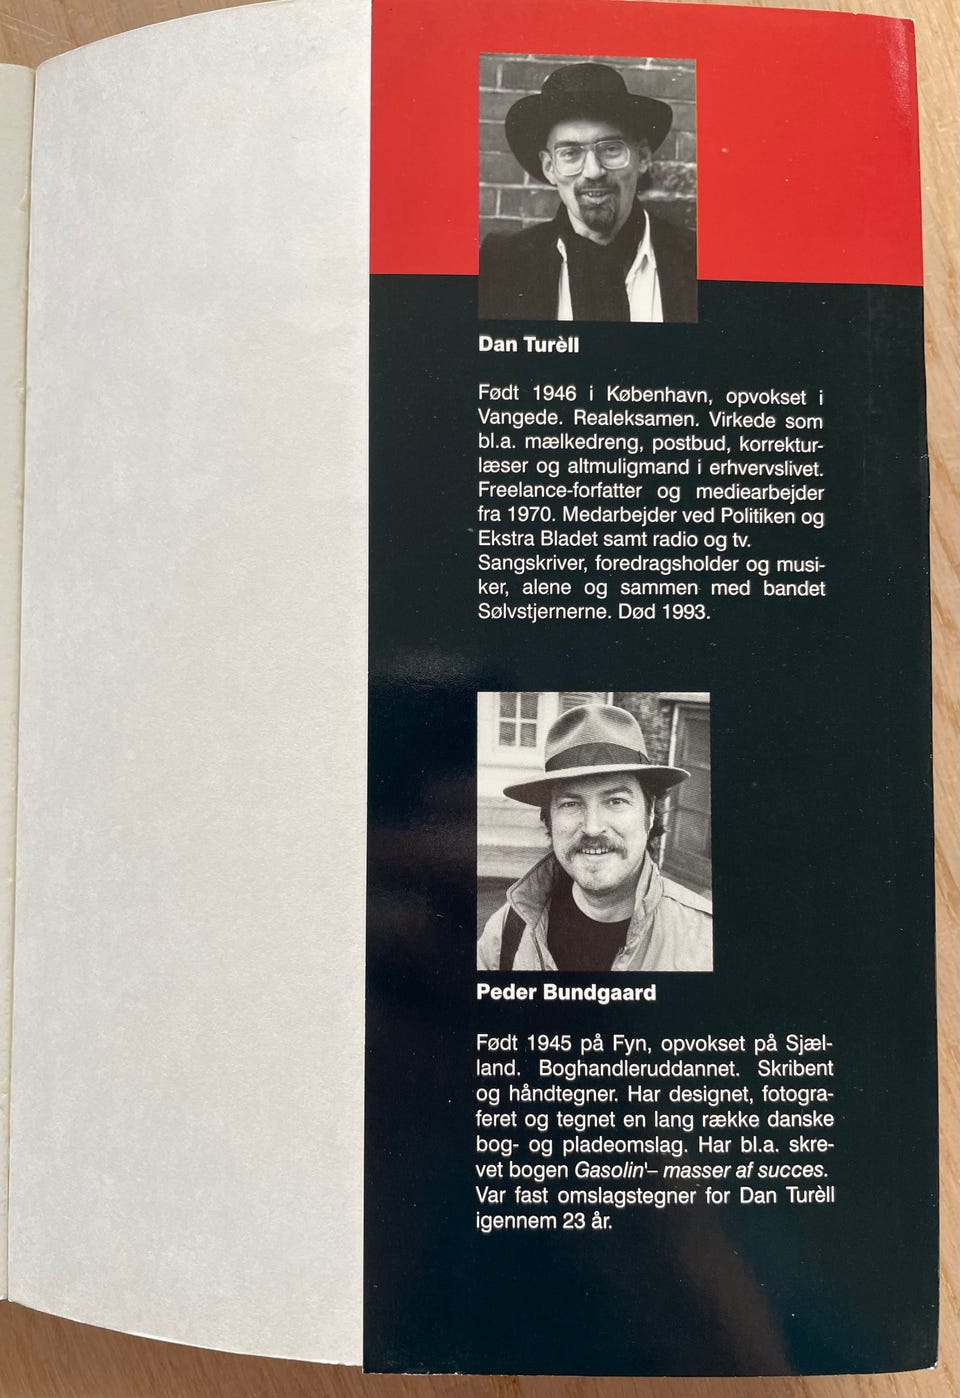 Dan Turèll
Født 1946 i København, opvokset i
Vangede. Realeksamen. Virkede som
bl.a. mælkedreng, postbud, korrektur-
læser og altmuligmand i erhvervslivet.
Freelance-forfatter og mediearbejder
fra 1970. Medarbejder ved Politiken og
Ekstra Bladet samt radio og tv.
Sangskriver, foredragsholder og musi-
ker, alene og sammen med bandet
Sølvstjernerne. Død 1993.
Peder Bundgaard
Født 1945 på Fyn, opvokset på Sjæl-
land. Boghandleruddannet. Skribent
og håndtegner. Har designet, fotogra-
feret og tegnet en lang række danske
bog- og pladeomslag. Har bl.a. skre-
vet bogen Gasolin'– masser af succes.
Var fast omslagstegner for Dan Turèll
igennem 23 år.